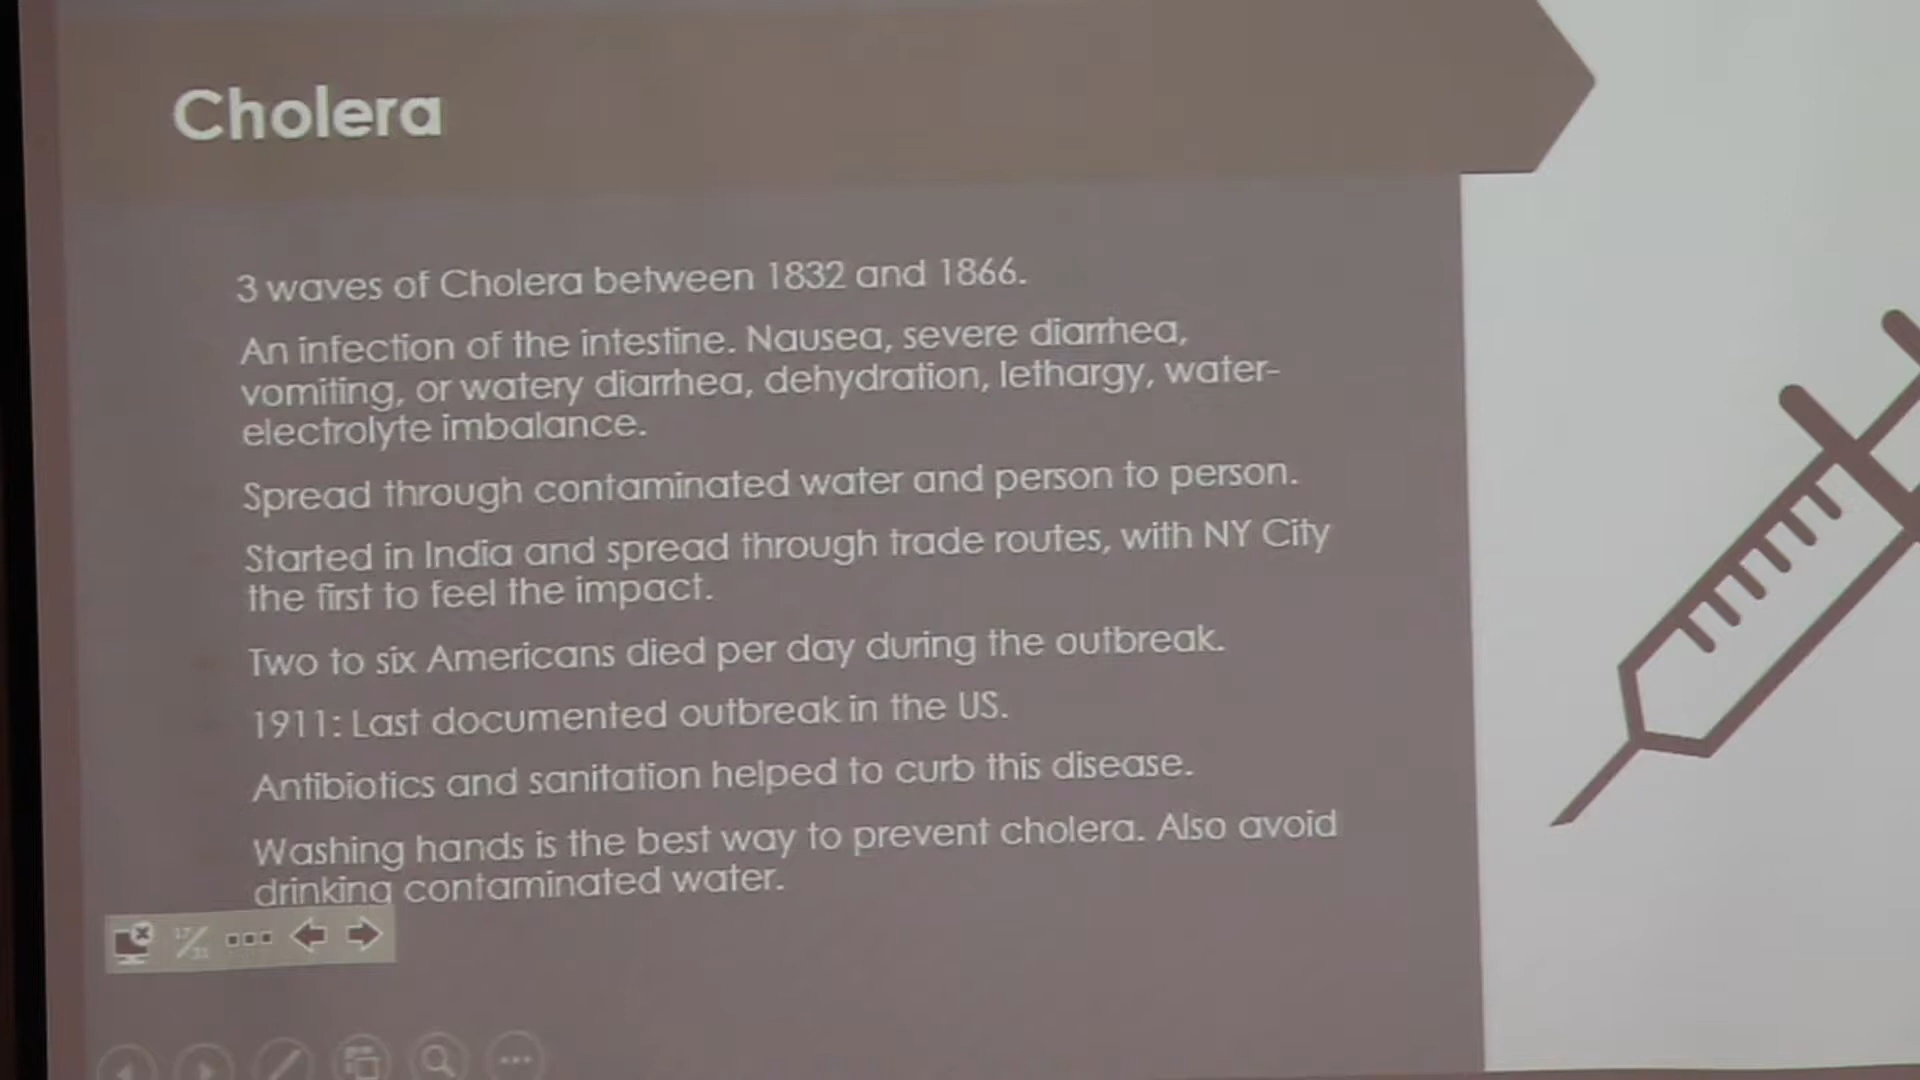 Cholera
3 waves of Cholera between 1832 and 1866.
An infection of the intestine. Nausea, severe diarrhea,
vomiting, or watery diarrhea, dehydration, lethargy, water-
electrolyte imbalance.
Spread through contaminated water and person to person.
Started in India and spread through trade routes, with NY City
the first to feel the impact.
Two to six Americans died per day during the outbreak.
1911: Last documented outbreak in the US.
Antibiotics and sanitation helped to curb this disease.
Washing hands is the best way to prevent cholera. Also avoid
drinking contaminated water.
17/31